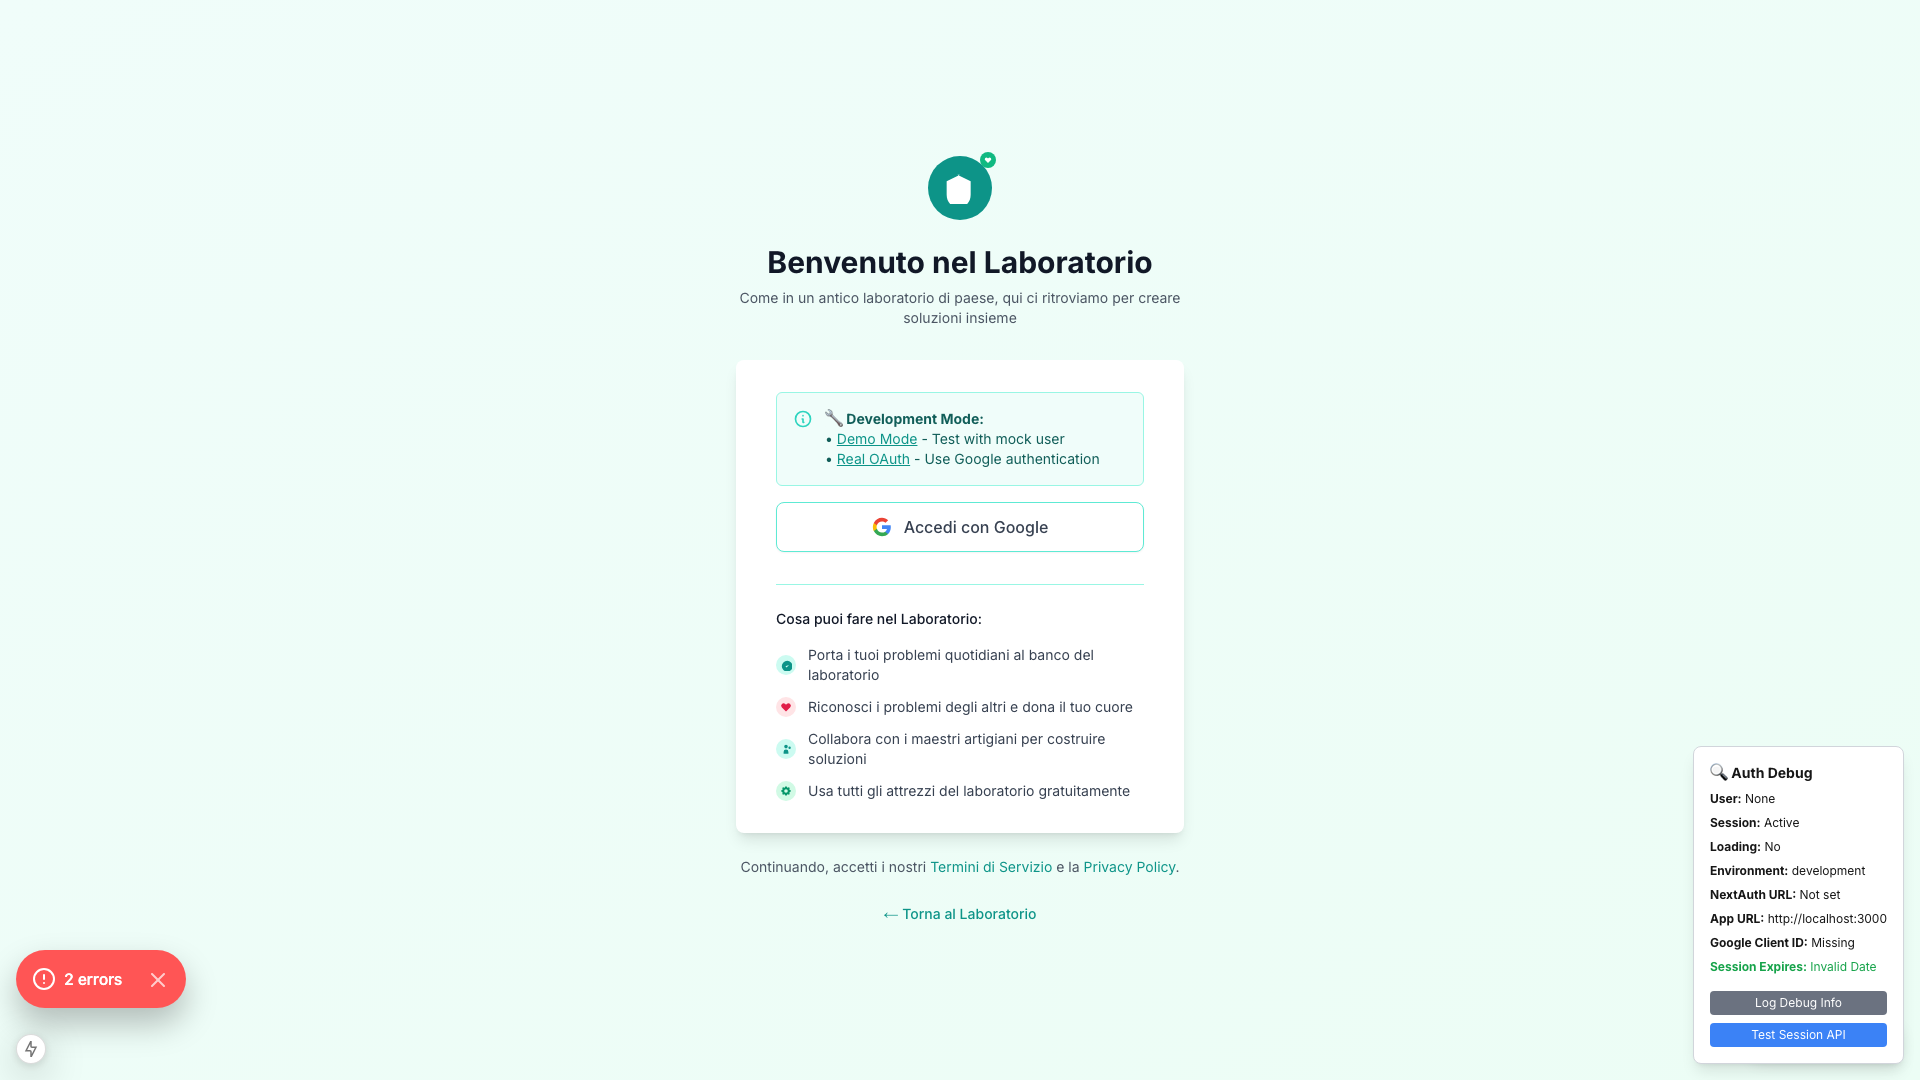 Benvenuto nel Laboratorio
Come in un antico laboratorio di paese, qui ci ritroviamo per creare
soluzioni insieme
🔧 Development Mode:
• Demo Mode - Test with mock user
• Real OAuth - Use Google authentication
Accedi con Google
Cosa puoi fare nel Laboratorio:
Porta i tuoi problemi quotidiani al banco del
laboratorio
Riconosci i problemi degli altri e dona il tuo cuore
Collabora con i maestri artigiani per costruire
soluzioni
Usa tutti gli attrezzi del laboratorio gratuitamente
Continuando, accetti i nostri Termini di Servizio e la Privacy Policy.
← Torna al Laboratorio
2 errors
🔍 Auth Debug
User: None
Session: Active
Loading: No
Environment: development
NextAuth URL: Not set
App URL: http://localhost:3000
Google Client ID: Missing
Session Expires: Invalid Date
Log Debug Info
Test Session API